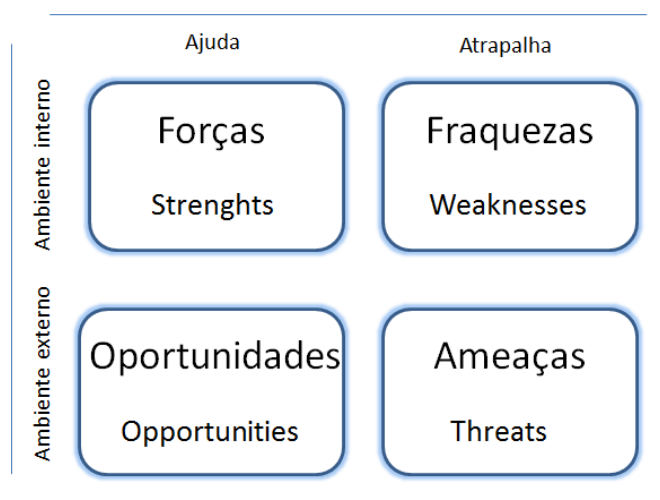 Ajuda
Atrapalha
Ambiente interno
Forças
Strenghts
Fraquezas
Weaknesses
Ambiente externo
Oportunidades
Opportunities
Ameaças
Threats